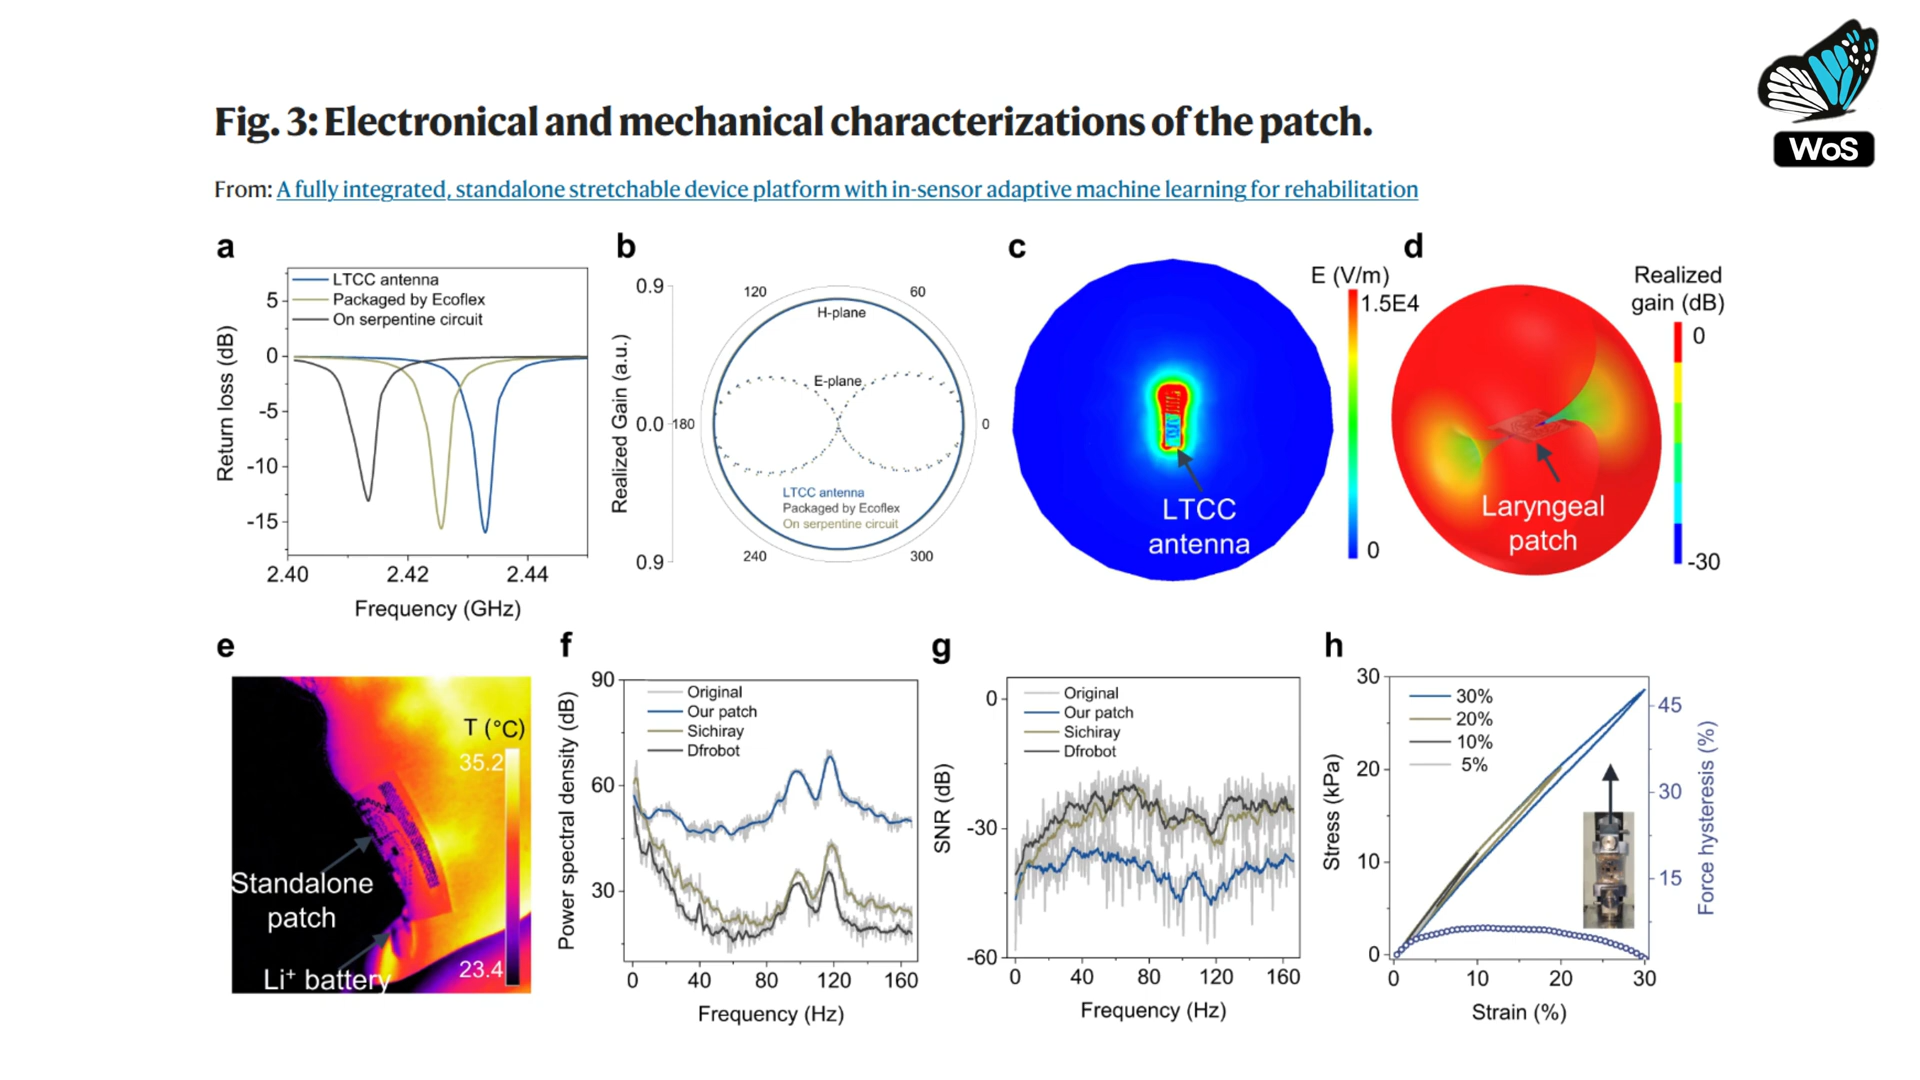 WoS
Fig. 3: Electronical and mechanical characterizations of the patch.
From: A fully integrated, standalone stretchable device platform with in-sensor adaptive machine learning for rehabilitation
a
LTCC antenna
Packaged by Ecoflex
On serpentine circuit
Return loss (dB)
5
0
-5
-10
-15
2.40
2.42
2.44
Frequency (GHz)
b
Realized Gain (a.u.)
0.9
0.0
0.9
120
60
180
0
240
300
H-plane
E-plane
LTCC antenna
Packaged by Ecoflex
On serpentine circuit
c
E (V/m)
1.5E4
0
LTCC
antenna
d
Realized
gain (dB)
0
-30
Laryngeal
patch
e
T (°C)
35.2
23.4
Standalone
patch
Li⁺ battery
f
Power spectral density (dB)
90
60
30
Original
Our patch
Sichiray
Dfrobot
0
40
80
120
160
Frequency (Hz)
g
SNR (dB)
0
-30
-60
Original
Our patch
Sichiray
Dfrobot
0
40
80
120
160
Frequency (Hz)
h
Stress (kPa)
30
20
10
0
30%
20%
10%
5%
45
30
15
Force hysteresis (%)
0
10
20
30
Strain (%)